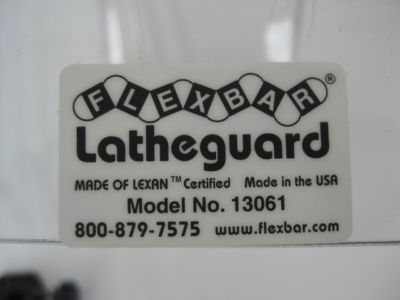 FLEXBAR®
Latheguard
MADE OF LEXAN™ Certified Made in the USA
Model No. 13061
800-879-7575 www.flexbar.com